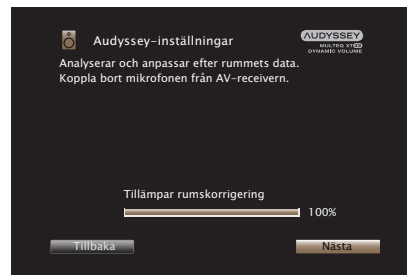 Audyssey-inställningar
AUDYSSEY
MULTEQ XT32
DYNAMIC VOLUME
Analyserar och anpassar efter rummets data.
Koppla bort mikrofonen från AV-receivern.
Tillämpar rumskorrigering
100%
Tillbaka
Nästa